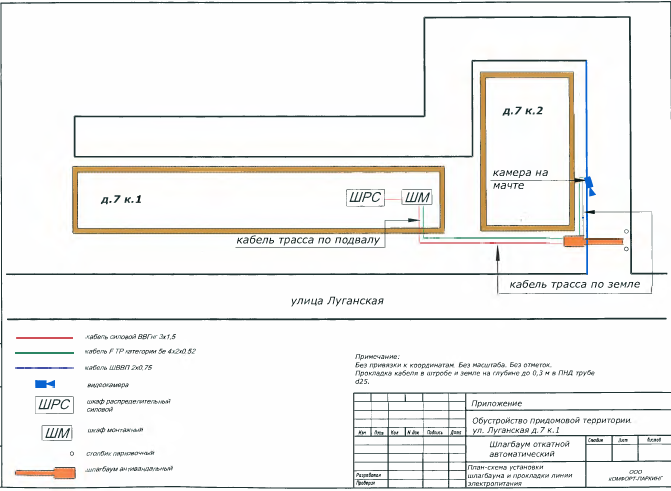 д.7 к.2
камера на
мачте
д.7 к.1
ШРС
ШМ
кабель трасса по подвалу
кабель трасса по земле
улица Луганская
кабель силовой ВВГнг 3х1,5
кабель F TP категории 5е 4х2х0.52
кабель ШВВП 2х0,75
видеокамера
ШРС
шкаф распределительный
силовой
ШМ
шкаф монтажный
столбик парковочный
шлагбаум антивандальный
Примечание:
Без привязки к координатам. Без масштаба. Без отметок.
Прокладка кабеля в штробе и земле на глубине до 0,3 м в ПНД трубе
d25.
Приложение
Обустройство придомовой территории.
ул. Луганская д.7 к.1
Изм Кол N док Подпись Дата
Шлагбаум откатной
автоматический
Стадия Лист Листов
План-схема установки
шлагбаума и прокладки линии
электропитания
Разработал
Проверил
ООО
КОМФОРТ-ПАРКИНГ